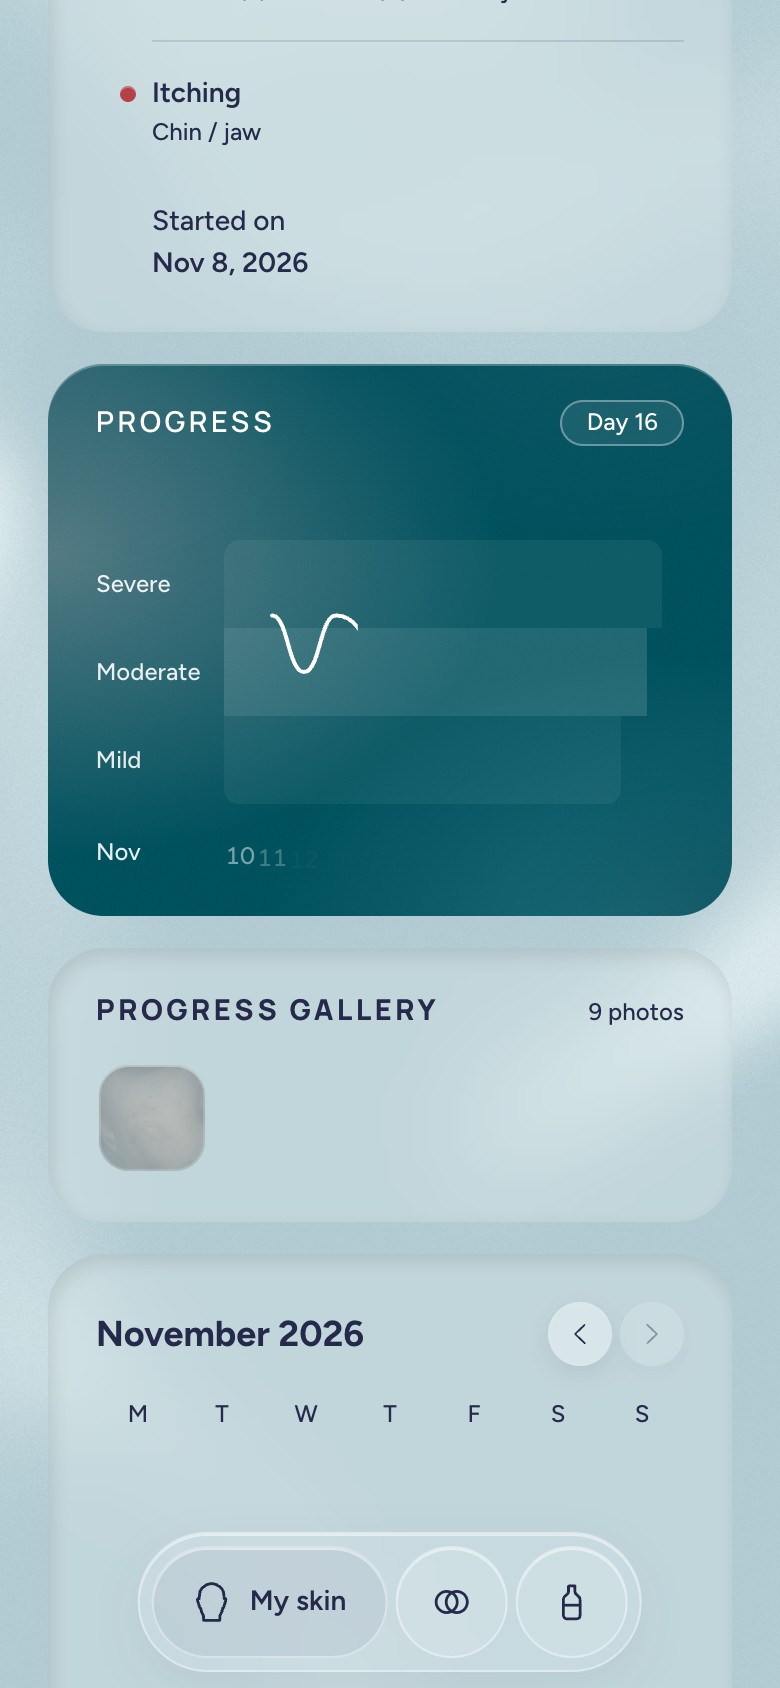 Itching
Chin / jaw
Started on
Nov 8, 2026
PROGRESS
Day 16
Severe
Moderate
Mild
Nov 10 11 12
PROGRESS GALLERY
9 photos
November 2026
M T W T F S S
My skin